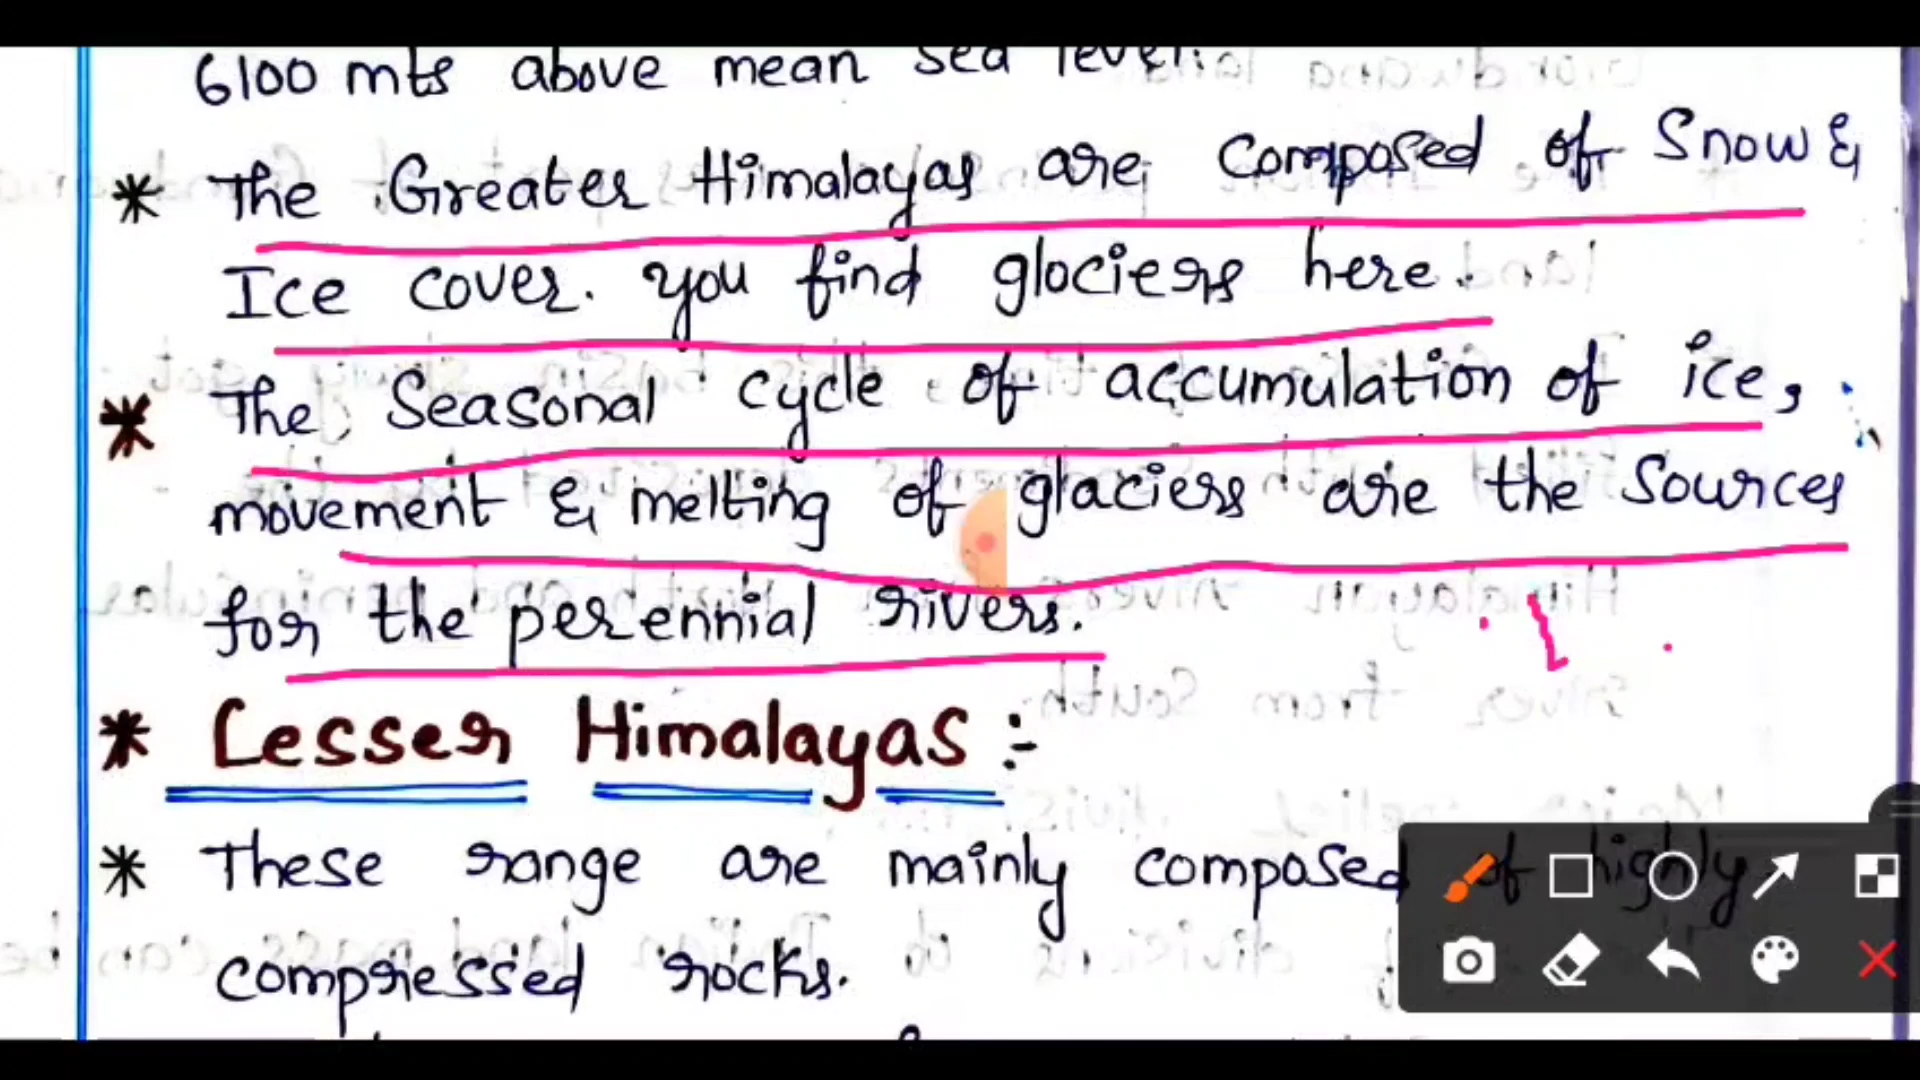 6100 mts above mean sea level.
* The Greater Himalayas are composed of Snow &
Ice cover. you find glociers here.
* The Seasonal cycle of accumulation of ice,
movement & melting of glaciers are the Sources
for the perennial rivers.
* Lesser Himalayas :-
* These range are mainly composed of highly
compressed rocks.